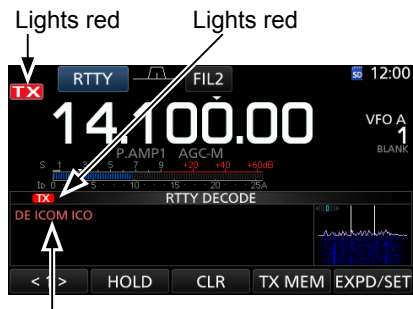 Lights red Lights red
TX RTTY FIL2 SD 12:00
14.100.00 VFO A
1
BLANK
P.AMP1 AGC-M
S 1 3 5 7 9 +20 +40 +60dB
ID 0 5 10 15 20 25A
TX RTTY DECODE
DE ICOM ICO
< 1 > HOLD CLR TX MEM EXPD/SET